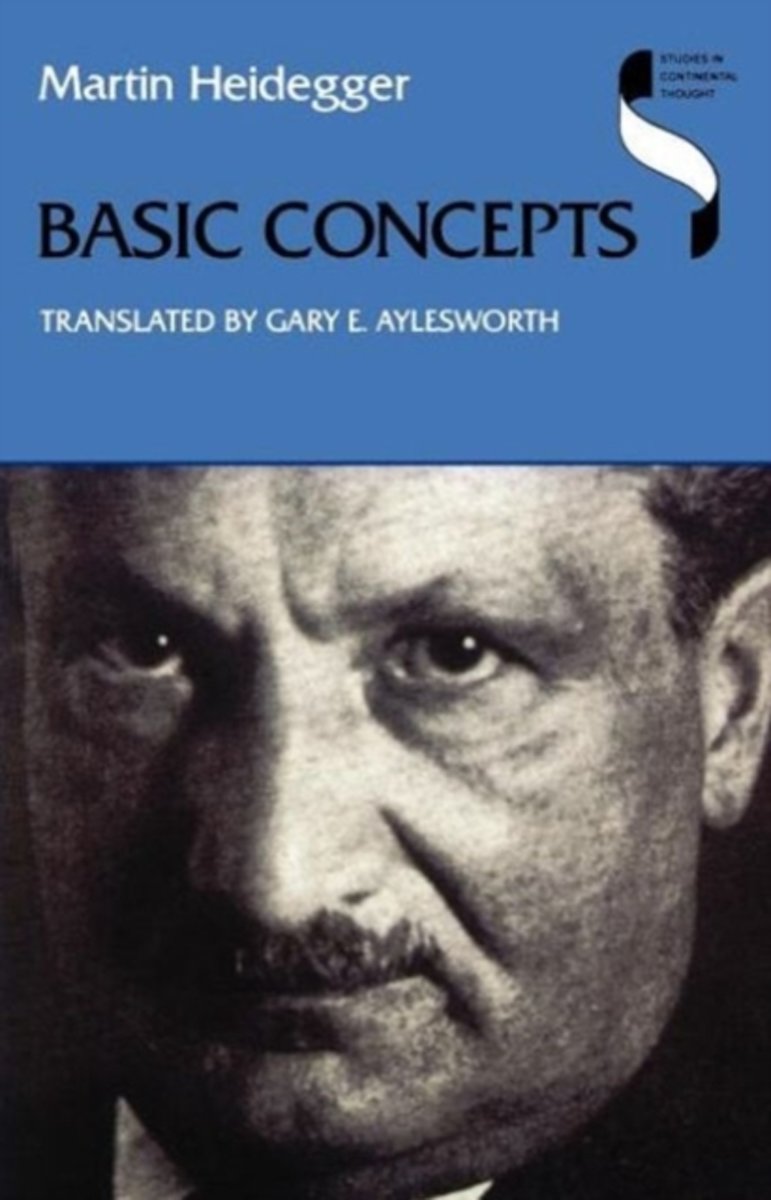 Martin Heidegger
STUDIES IN
CONTINENTAL
THOUGHT
BASIC CONCEPTS
TRANSLATED BY GARY E. AYLESWORTH